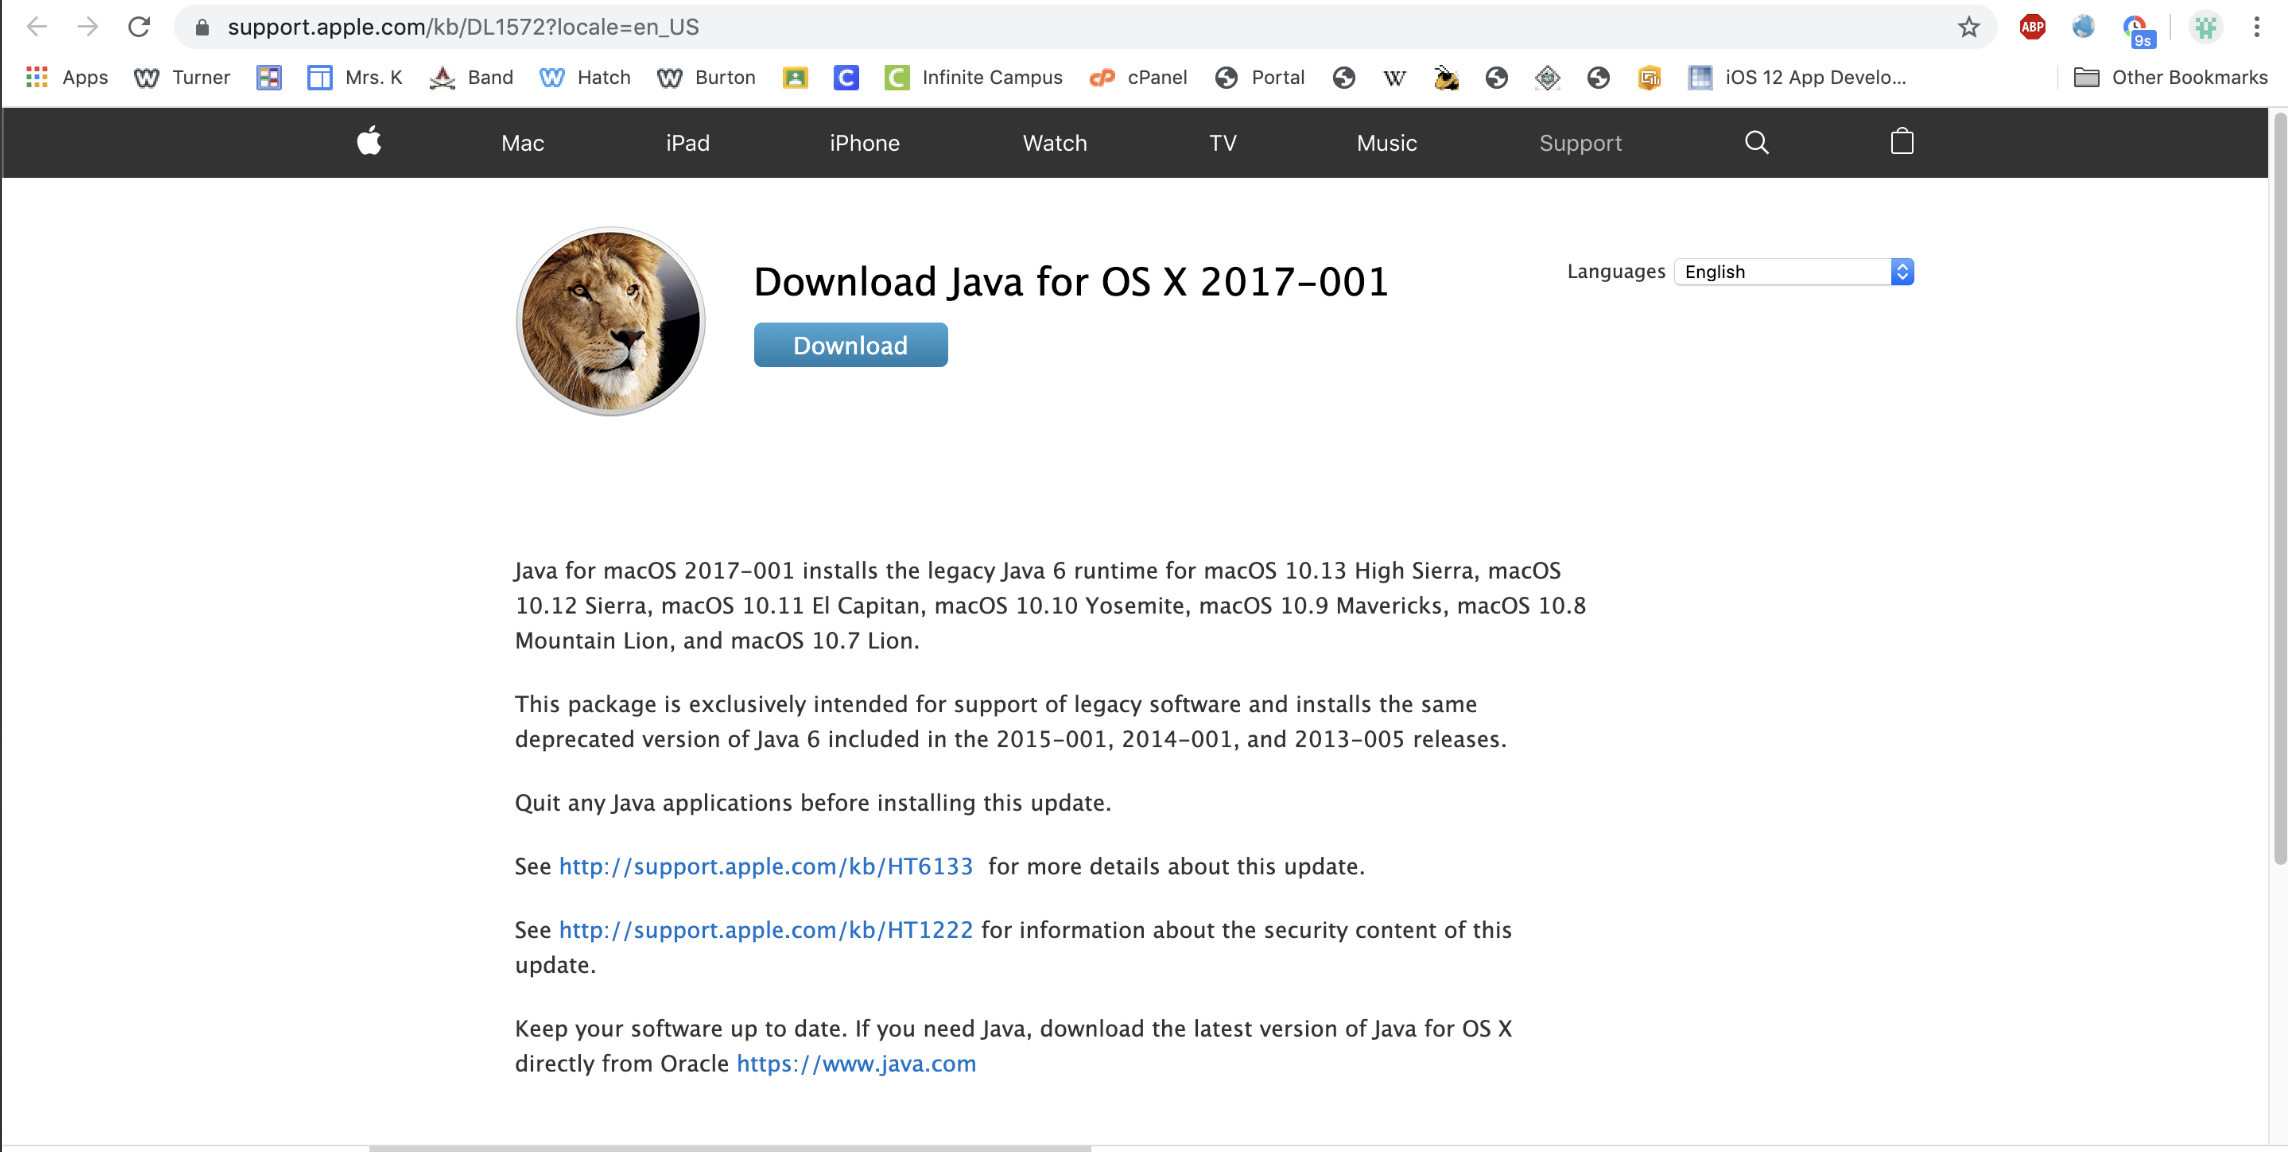 support.apple.com/kb/DL1572?locale=en_US
ABP
9s
Apps Turner Mrs. K Band Hatch Burton C C Infinite Campus cP cPanel Portal W iOS 12 App Develo... Other Bookmarks
Mac iPad iPhone Watch TV Music Support
Download Java for OS X 2017-001
Languages English
Download
Java for macOS 2017-001 installs the legacy Java 6 runtime for macOS 10.13 High Sierra, macOS
10.12 Sierra, macOS 10.11 El Capitan, macOS 10.10 Yosemite, macOS 10.9 Mavericks, macOS 10.8
Mountain Lion, and macOS 10.7 Lion.
This package is exclusively intended for support of legacy software and installs the same
deprecated version of Java 6 included in the 2015-001, 2014-001, and 2013-005 releases.
Quit any Java applications before installing this update.
See http://support.apple.com/kb/HT6133 for more details about this update.
See http://support.apple.com/kb/HT1222 for information about the security content of this
update.
Keep your software up to date. If you need Java, download the latest version of Java for OS X
directly from Oracle https://www.java.com